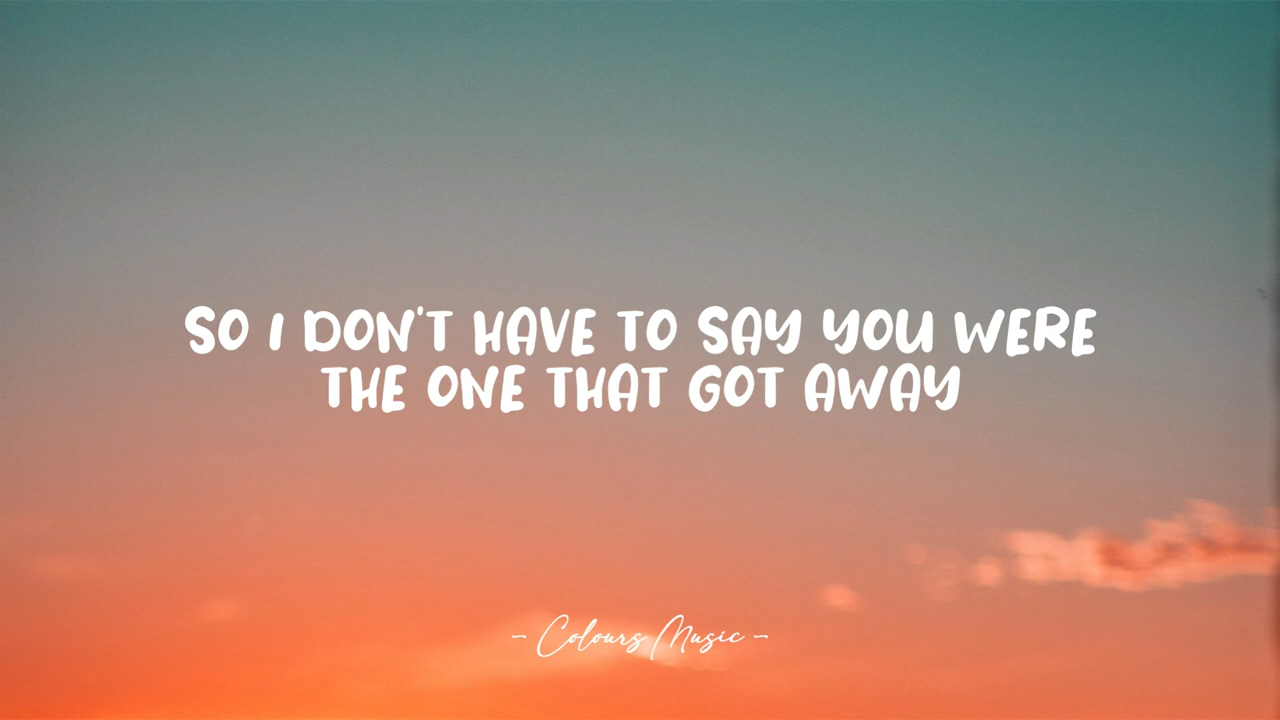 SO I DON'T HAVE TO SAY YOU WERE
THE ONE THAT GOT AWAY
- Colours Music -